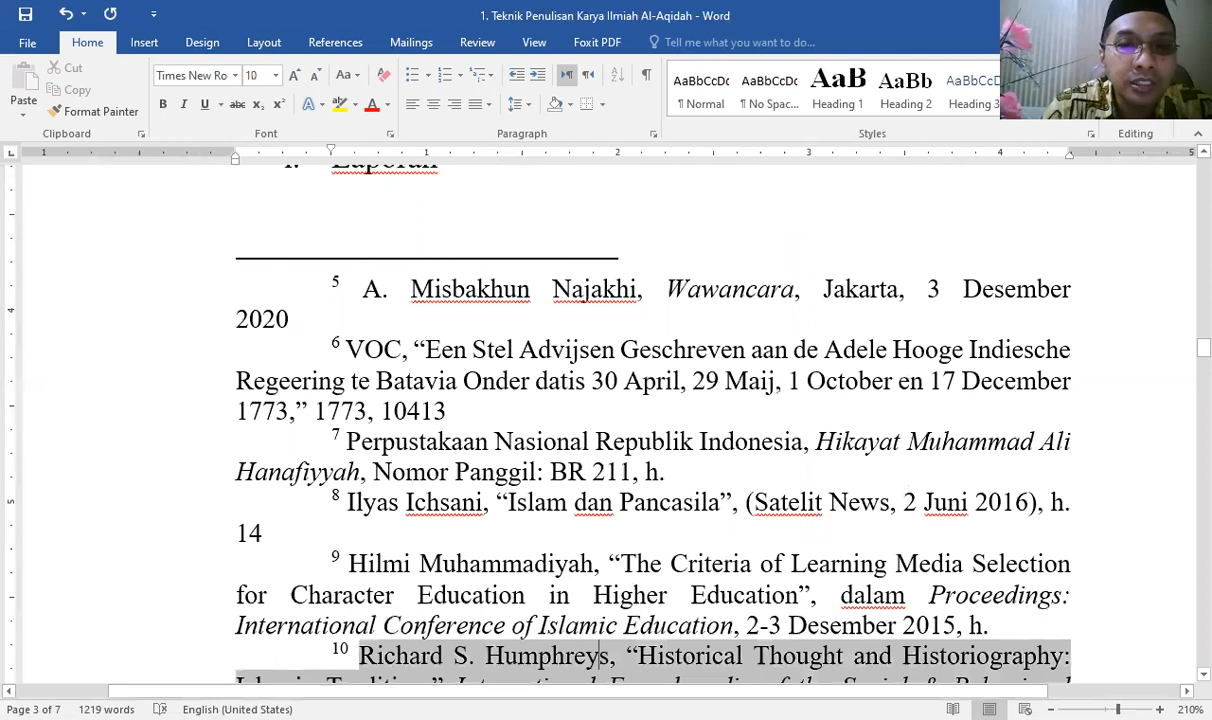 1. Teknik Penulisan Karya Ilmiah Al-Aqidah - Word
File Home Insert Design Layout References Mailings Review View Foxit PDF Tell me what you want to do...
Cut
Copy
Format Painter
Paste
Times New Ro 10
AaBbCcDc AaBbCcDc AaB AaBbC AaBbCcD
¶ Normal ¶ No Spac... Heading 1 Heading 2 Heading 3
Clipboard Font Paragraph Styles Editing
Laporan
5 A. Misbakhun Najakhi, Wawancara, Jakarta, 3 Desember
2020
6 VOC, “Een Stel Advijsen Geschreven aan de Adele Hooge Indiesche
Regeering te Batavia Onder datis 30 April, 29 Maij, 1 October en 17 December
1773,” 1773, 10413
7 Perpustakaan Nasional Republik Indonesia, Hikayat Muhammad Ali
Hanafiyyah, Nomor Panggil: BR 211, h.
8 Ilyas Ichsani, “Islam dan Pancasila”, (Satelit News, 2 Juni 2016), h.
14
9 Hilmi Muhammadiyah, “The Criteria of Learning Media Selection
for Character Education in Higher Education”, dalam Proceedings:
International Conference of Islamic Education, 2-3 Desember 2015, h.
10 Richard S. Humphreys, “Historical Thought and Historiography:
Page 3 of 7 1219 words English (United States) 210%